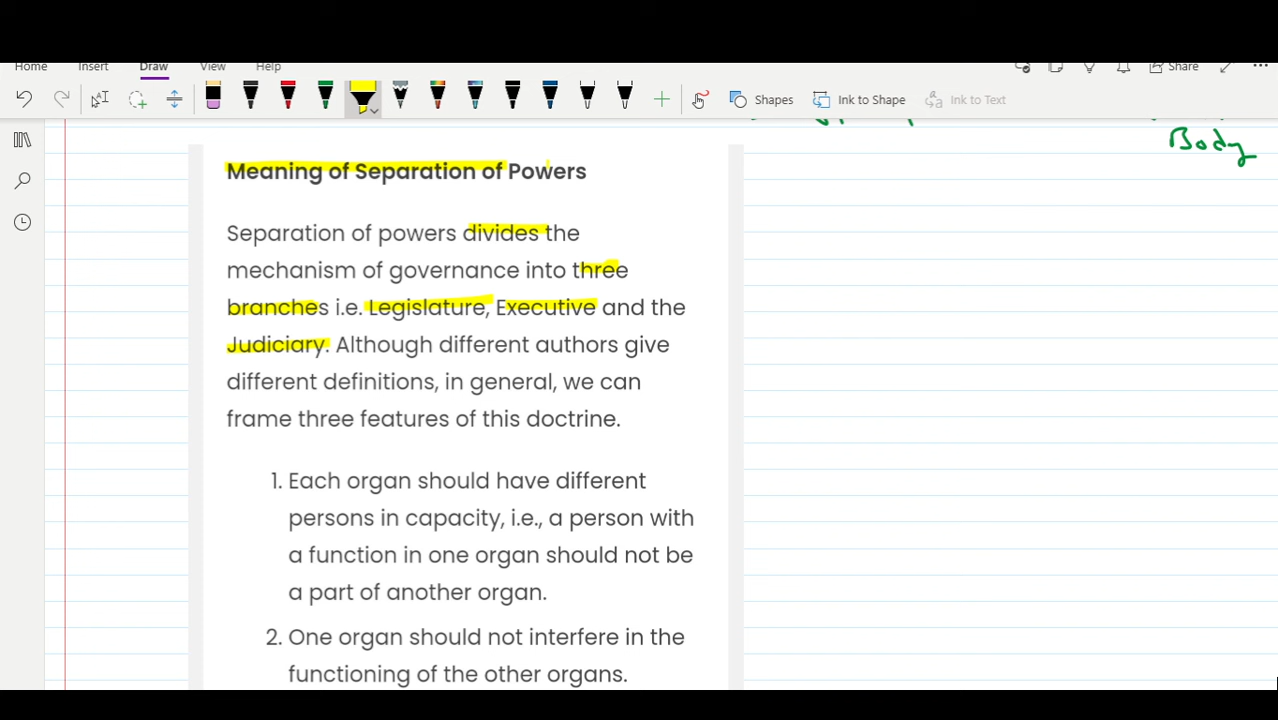 Home Insert Draw View Help Share
Shapes Ink to Shape Ink to Text
Body
Meaning of Separation of Powers
Separation of powers divides the
mechanism of governance into three
branches i.e. Legislature, Executive and the
Judiciary. Although different authors give
different definitions, in general, we can
frame three features of this doctrine.
1. Each organ should have different
persons in capacity, i.e., a person with
a function in one organ should not be
a part of another organ.
2. One organ should not interfere in the
functioning of the other organs.